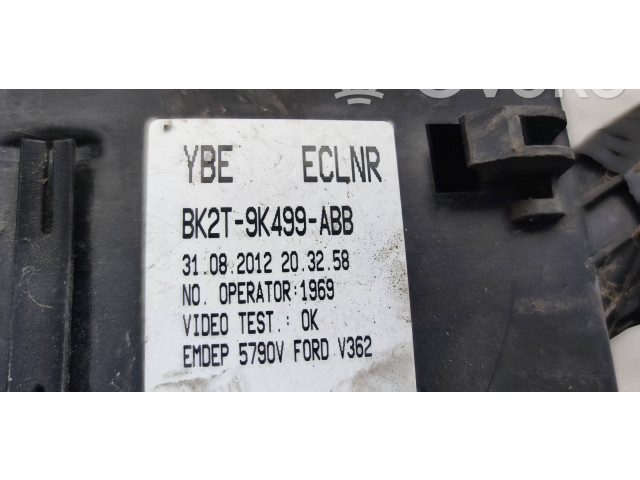 YBE ECLNR
BK2T-9K499-ABB
31.08.2012 20.32.58
NO. OPERATOR:1969
VIDEO TEST.: OK
EMDEP 5790V FORD V362